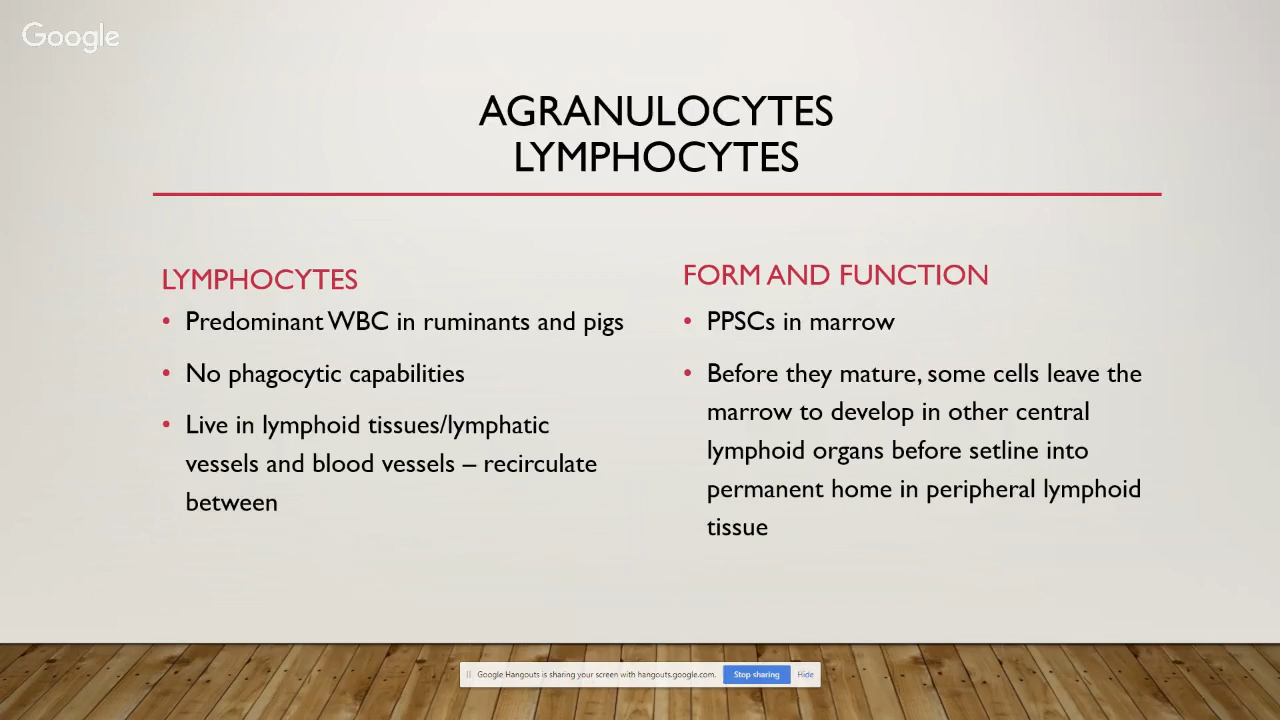 Google
AGRANULOCYTES
LYMPHOCYTES
LYMPHOCYTES
• Predominant WBC in ruminants and pigs
• No phagocytic capabilities
• Live in lymphoid tissues/lymphatic
vessels and blood vessels – recirculate
between
FORM AND FUNCTION
• PPSCs in marrow
• Before they mature, some cells leave the
marrow to develop in other central
lymphoid organs before setline into
permanent home in peripheral lymphoid
tissue
Google Hangouts is sharing your screen with hangouts.google.com. Stop sharing Hide